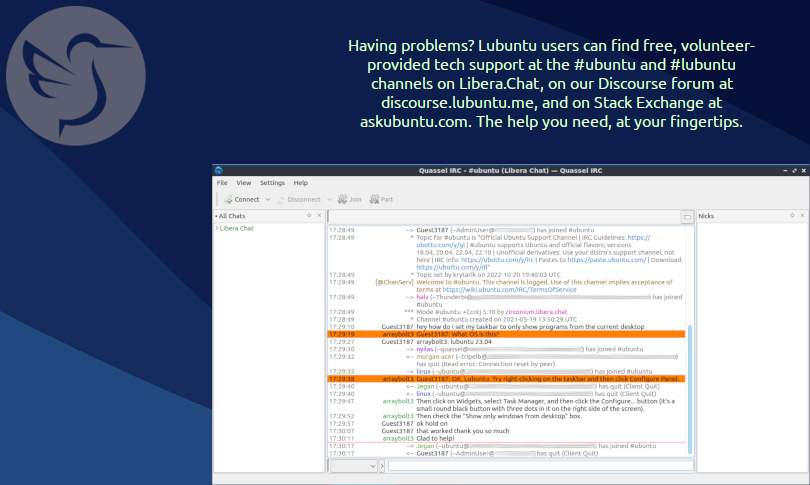 Having problems? Lubuntu users can find free, volunteer-
provided tech support at the #ubuntu and #lubuntu
channels on Libera.Chat, on our Discourse forum at
discourse.lubuntu.me, and on Stack Exchange at
askubuntu.com. The help you need, at your fingertips.
Quassel IRC - #ubuntu (Libera Chat) — Quassel IRC
File View Settings Help
Connect Disconnect Join Part
All Chats
Nicks
Libera Chat
17:28:49 --> Guest3187 (~AdminUser@ has joined #ubuntu
17:28:49 * Topic for #ubuntu is "Official Ubuntu Support Channel | IRC Guidelines: https://
ubottu.com/y/gl | #ubuntu supports Ubuntu and official flavors; versions
18.04, 20.04, 22.04, 22.10 | Unofficial derivatives: Use your distro's support channel, not
here | IRC info: https://ubottu.com/y/irc | Pastes to https://paste.ubuntu.com/ | Download:
https://ubottu.com/y/dl"
17:28:49 * Topic set by krytarik on 2022-10-20 19:40:03 UTC
[@ChanServ] Welcome to #ubuntu. This channel is logged. Use of this channel implies acceptance of
terms at https://wiki.ubuntu.com/IRC/TermsOfService
17:28:49 --> halv (~Thunderbi@ ) has joined
#ubuntu
17:28:49 *** Mode #ubuntu +CcntJ 5:10 by zirconium.libera.chat
17:28:49 * Channel #ubuntu created on 2021-05-19 13:50:29 UTC
17:29:10 Guest3187 hey how do i set my taskbar to only show programs from the current desktop
17:29:19 arraybolt3 Guest3187: What OS is this?
17:29:27 Guest3187 arraybolt3: lubuntu 23.04
17:29:30 --> nyilas (~quassel@ ) has joined #ubuntu
17:29:32 <-- morgan-acer (~tripelb@ )
has quit (Read error: Connection reset by peer)
17:29:35 --> linux (~ubuntu@ ) has joined #ubuntu
17:29:38 arraybolt3 Guest3187: OK, Lubuntu. Try right-clicking on the taskbar and then click Configure Panel.
17:29:40 <-- Jegan (~ubuntu@ has quit (Client Quit)
17:29:40 <-- linux (~ubuntu@ has quit (Client Quit)
17:29:47 arraybolt3 Then click on Widgets, select Task Manager, and then click the Configure... button (it's a
small round black button with three dots in it on the right side of the screen).
17:29:52 arraybolt3 Then check the "Show only windows from desktop" box.
17:29:57 Guest3187 ok hold on
17:30:07 Guest3187 that worked thank you so much
17:30:11 arraybolt3 Glad to help!
17:30:17 --> Jegan (~ubuntu@ ) has joined #ubuntu
17:30:17 <-- Guest3187 (~AdminUser@ has quit (Client Quit)